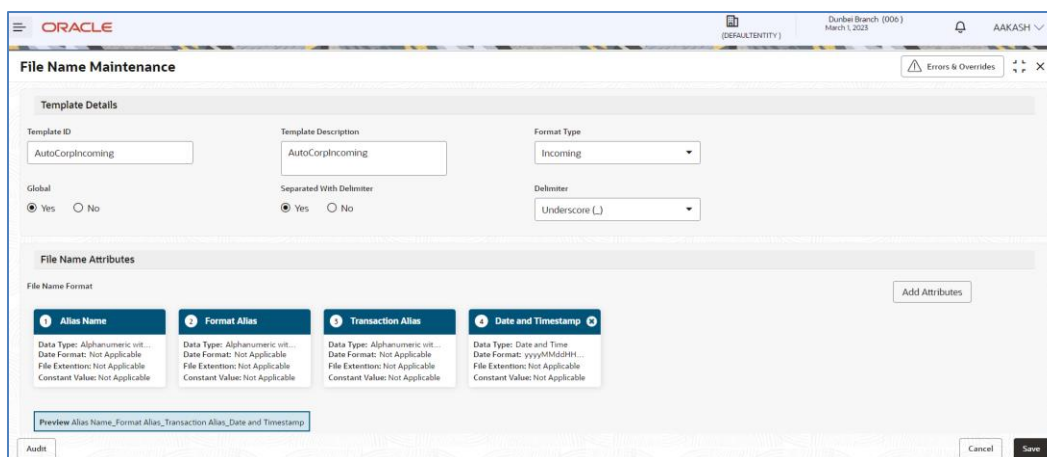 ORACLE
(DEFAULTENTITY)
Dunbei Branch (006)
March 1, 2023
AAKASH
File Name Maintenance
Errors & Overrides
Template Details
Template ID
Template Description
Format Type
AutoCorpIncoming
AutoCorpIncoming
Incoming
Global
Separated With Delimiter
Delimiter
Yes No
Yes No
Underscore (_)
File Name Attributes
File Name Format
Add Attributes
1 Alias Name
Data Type: Alphanumeric wit...
Date Format: Not Applicable
File Extention: Not Applicable
Constant Value: Not Applicable
2 Format Alias
Data Type: Alphanumeric wit...
Date Format: Not Applicable
File Extention: Not Applicable
Constant Value: Not Applicable
3 Transaction Alias
Data Type: Alphanumeric wit...
Date Format: Not Applicable
File Extention: Not Applicable
Constant Value: Not Applicable
4 Date and Timestamp
Data Type: Date and Time
Date Format: yyyyMMddHH...
File Extention: Not Applicable
Constant Value: Not Applicable
Preview Alias Name_Format Alias_Transaction Alias_Date and Timestamp
Audit
Cancel
Save